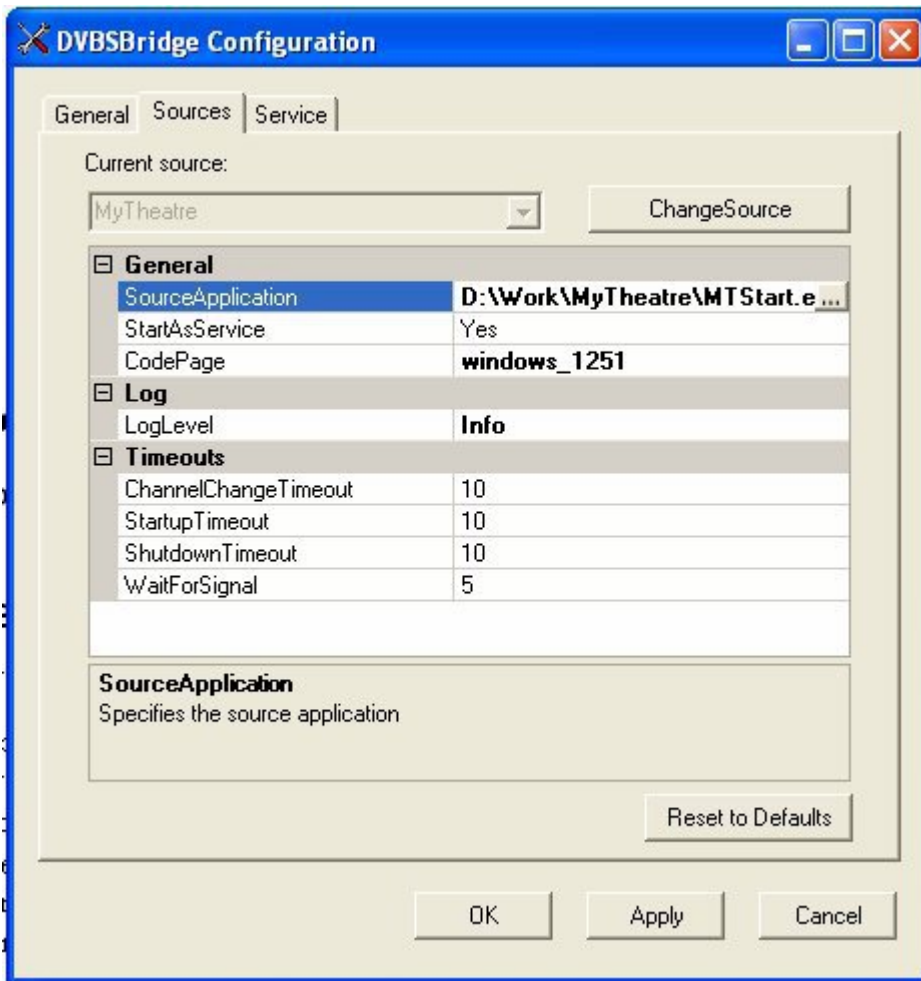 DVBSBridge Configuration
General Sources Service
Current source:
MyTheatre ChangeSource
General
SourceApplication D:\Work\MyTheatre\MTStart.e ...
StartAsService Yes
CodePage windows_1251
Log
LogLevel Info
Timeouts
ChannelChangeTimeout 10
StartupTimeout 10
ShutdownTimeout 10
WaitForSignal 5
SourceApplication
Specifies the source application
Reset to Defaults
OK Apply Cancel